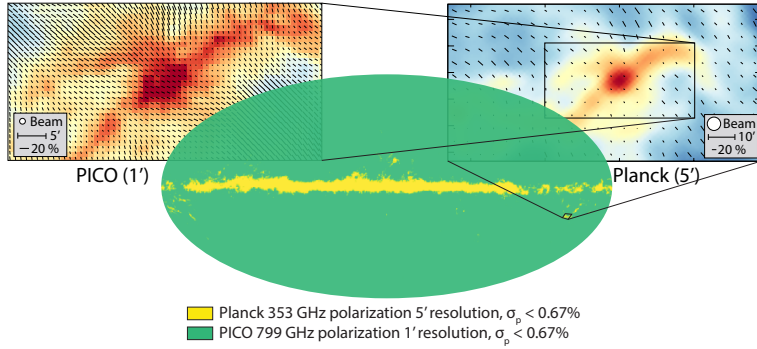 Beam
5′
20 %
PICO (1′)
Beam
10′
20 %
Planck (5′)
Planck 353 GHz polarization 5′ resolution, σp < 0.67%
PICO 799 GHz polarization 1′ resolution, σp < 0.67%